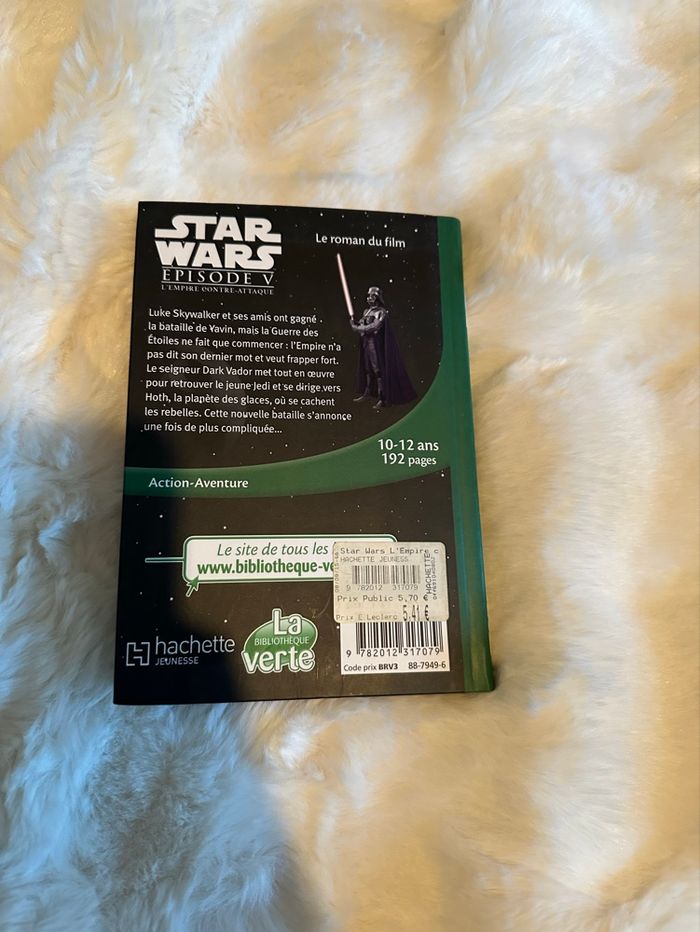 STAR
WARS
EPISODE V
L'EMPIRE CONTRE-ATTAQUE
Le roman du film
Luke Skywalker et ses amis ont gagné
la bataille de Yavin, mais la Guerre des
Étoiles ne fait que commencer : l'Empire n'a
pas dit son dernier mot et veut frapper fort.
Le seigneur Dark Vador met tout en œuvre
pour retrouver le jeune Jedi et se dirige vers
Hoth, la planète des glaces, où se cachent
les rebelles. Cette nouvelle bataille s'annonce
une fois de plus compliquée...
10-12 ans
192 pages
Action-Aventure
Le site de tous les
www.bibliotheque-ve
Star Wars L'Empire c
HACHETTE JEUNESS
9 782012 317079
Prix Public 5,70 €
Prix E.Leclerc 5,41 €
HACHETTE
hachette
JEUNESSE
La
BIBLIOTHÈQUE
verte
9 782012 317079
Code prix BRV3 88-7949-6